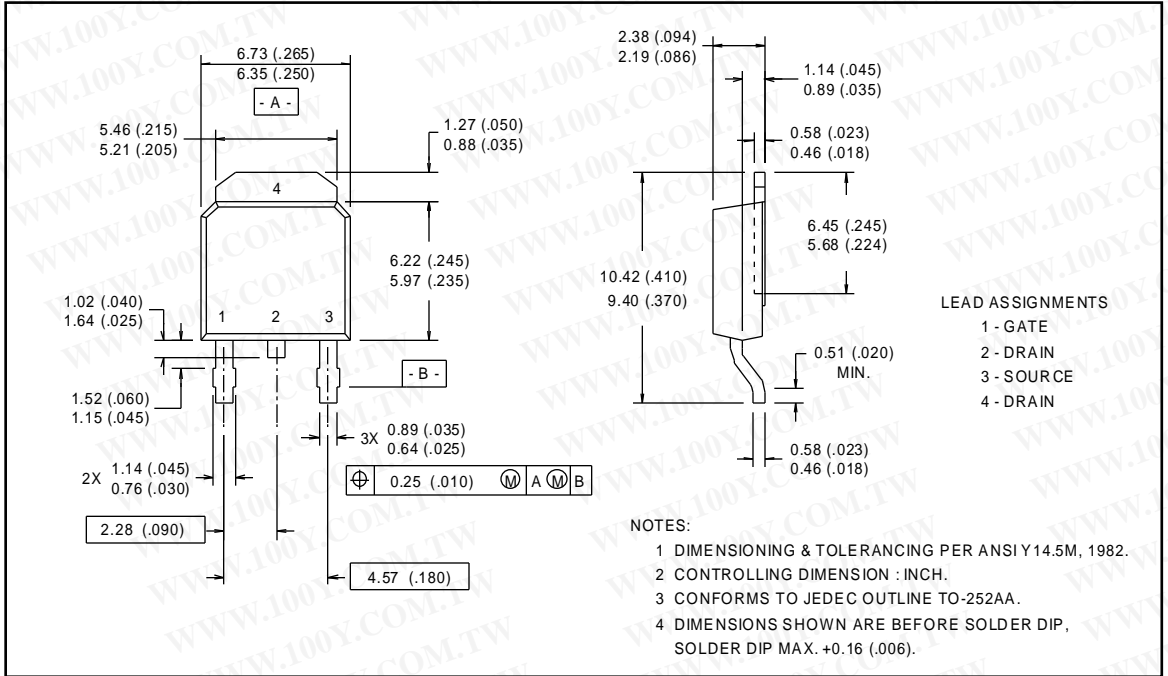 6.73 (.265)
6.35 (.250)
- A -
5.46 (.215)
5.21 (.205)
1.27 (.050)
0.88 (.035)
4
6.22 (.245)
5.97 (.235)
1.02 (.040)
1.64 (.025)
1 2 3
- B -
1.52 (.060)
1.15 (.045)
3X 0.89 (.035)
0.64 (.025)
2X 1.14 (.045)
0.76 (.030)
⌖ 0.25 (.010) Ⓜ A Ⓜ B
2.28 (.090)
4.57 (.180)
2.38 (.094)
2.19 (.086)
1.14 (.045)
0.89 (.035)
0.58 (.023)
0.46 (.018)
6.45 (.245)
5.68 (.224)
10.42 (.410)
9.40 (.370)
0.51 (.020)
MIN.
0.58 (.023)
0.46 (.018)
LEAD ASSIGNMENTS
1 - GATE
2 - DRAIN
3 - SOURCE
4 - DRAIN
NOTES:
1 DIMENSIONING & TOLERANCING PER ANSI Y14.5M, 1982.
2 CONTROLLING DIMENSION : INCH.
3 CONFORMS TO JEDEC OUTLINE TO-252AA.
4 DIMENSIONS SHOWN ARE BEFORE SOLDER DIP,
SOLDER DIP MAX. +0.16 (.006).
WWW.100Y.COM.TW